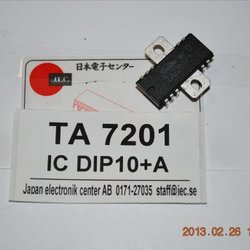 日本電子センター
J.E.C.
TA 7201
IC DIP10+A
Japan electronik center AB 0171-27035 staff@jec.se
2013.02.26 1